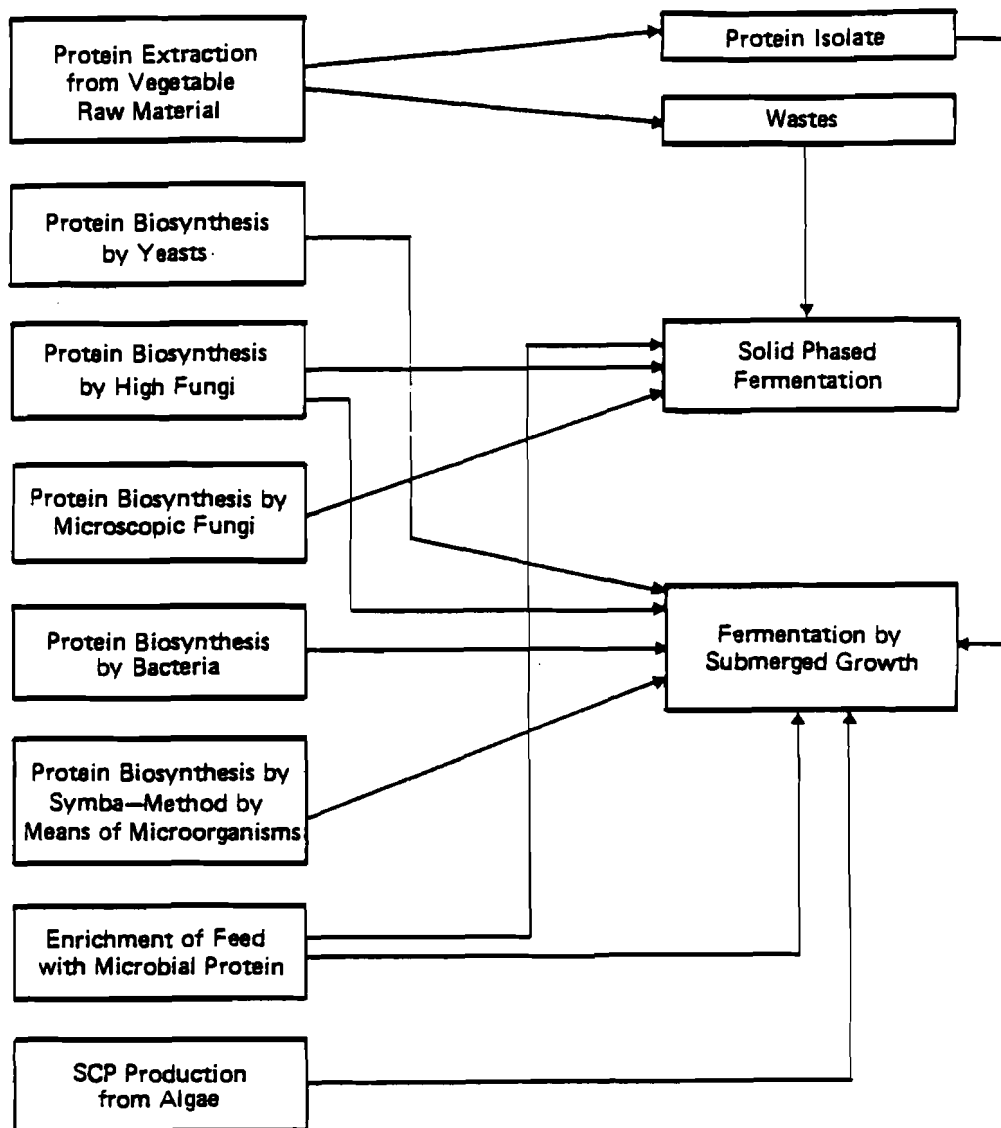 Protein Extraction
from Vegetable
Raw Material
Protein Isolate
Wastes
Protein Biosynthesis
by Yeasts
Protein Biosynthesis
by High Fungi
Solid Phased
Fermentation
Protein Biosynthesis by
Microscopic Fungi
Protein Biosynthesis
by Bacteria
Fermentation by
Submerged Growth
Protein Biosynthesis by
Symba—Method by
Means of Microorganisms
Enrichment of Feed
with Microbial Protein
SCP Production
from Algae